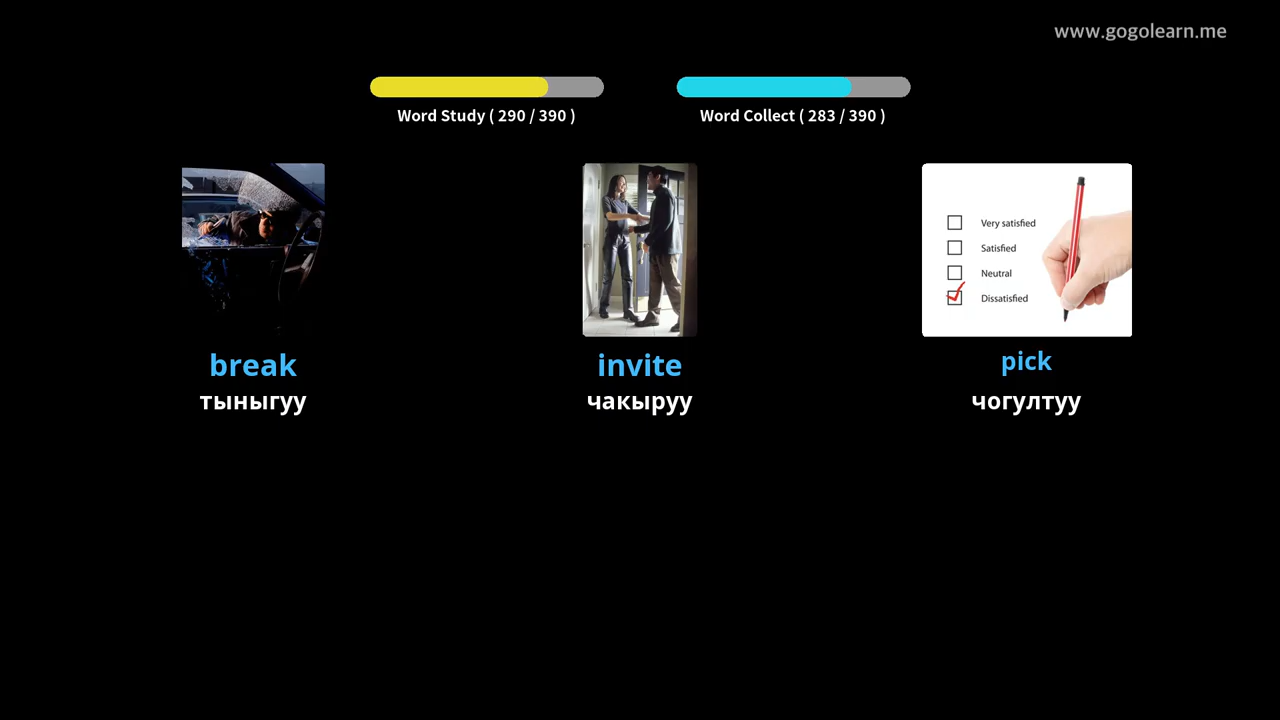 www.gogolearn.me
Word Study ( 290 / 390 )
Word Collect ( 283 / 390 )
Very satisfied
Satisfied
Neutral
Dissatisfied
break
invite
pick
тыныгуу
чакыруу
чогултуу